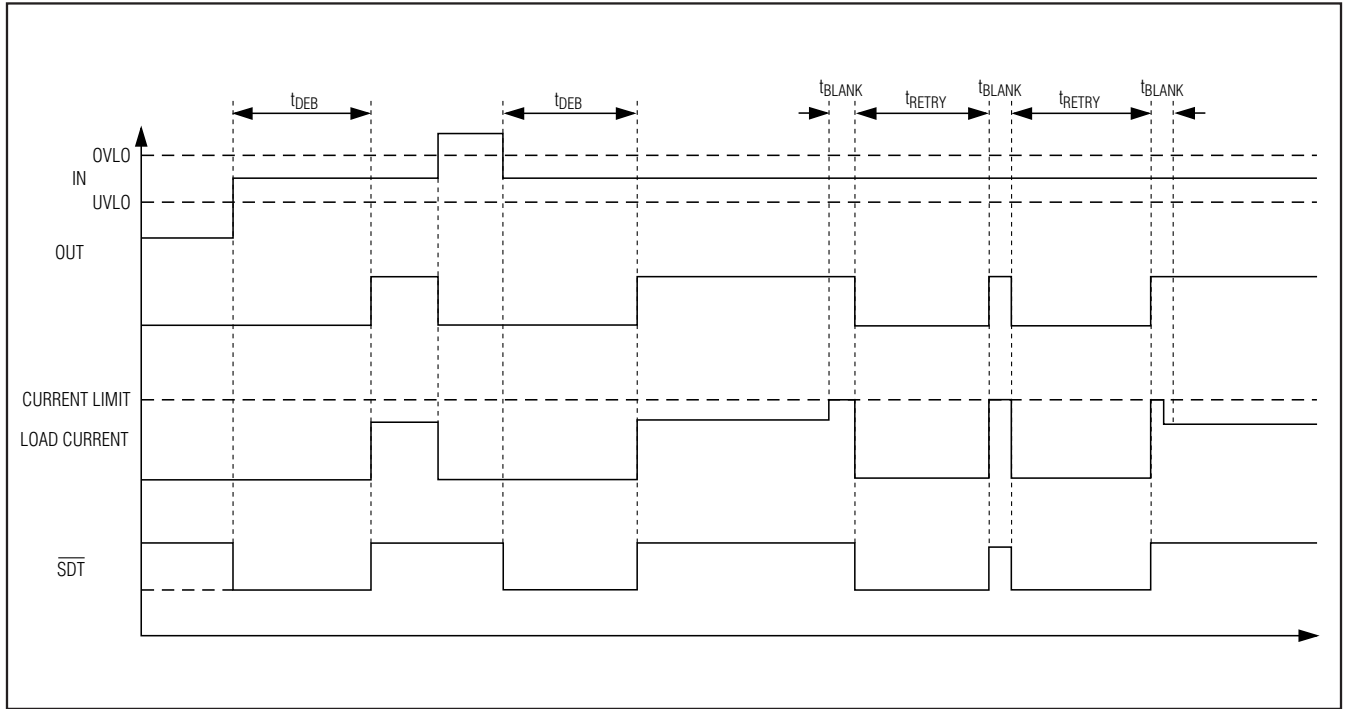 tBLANK tBLANK tBLANK
tDEB tDEB tRETRY tRETRY
OVLO
IN
UVLO
OUT
CURRENT LIMIT
LOAD CURRENT
SDT